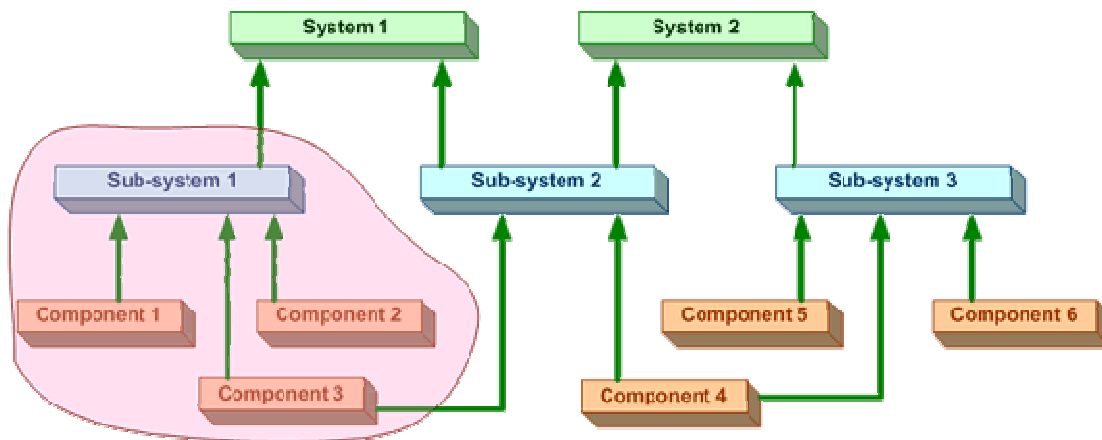 System 1
System 2
Sub-system 1
Sub-system 2
Sub-system 3
Component 1
Component 2
Component 5
Component 6
Component 3
Component 4